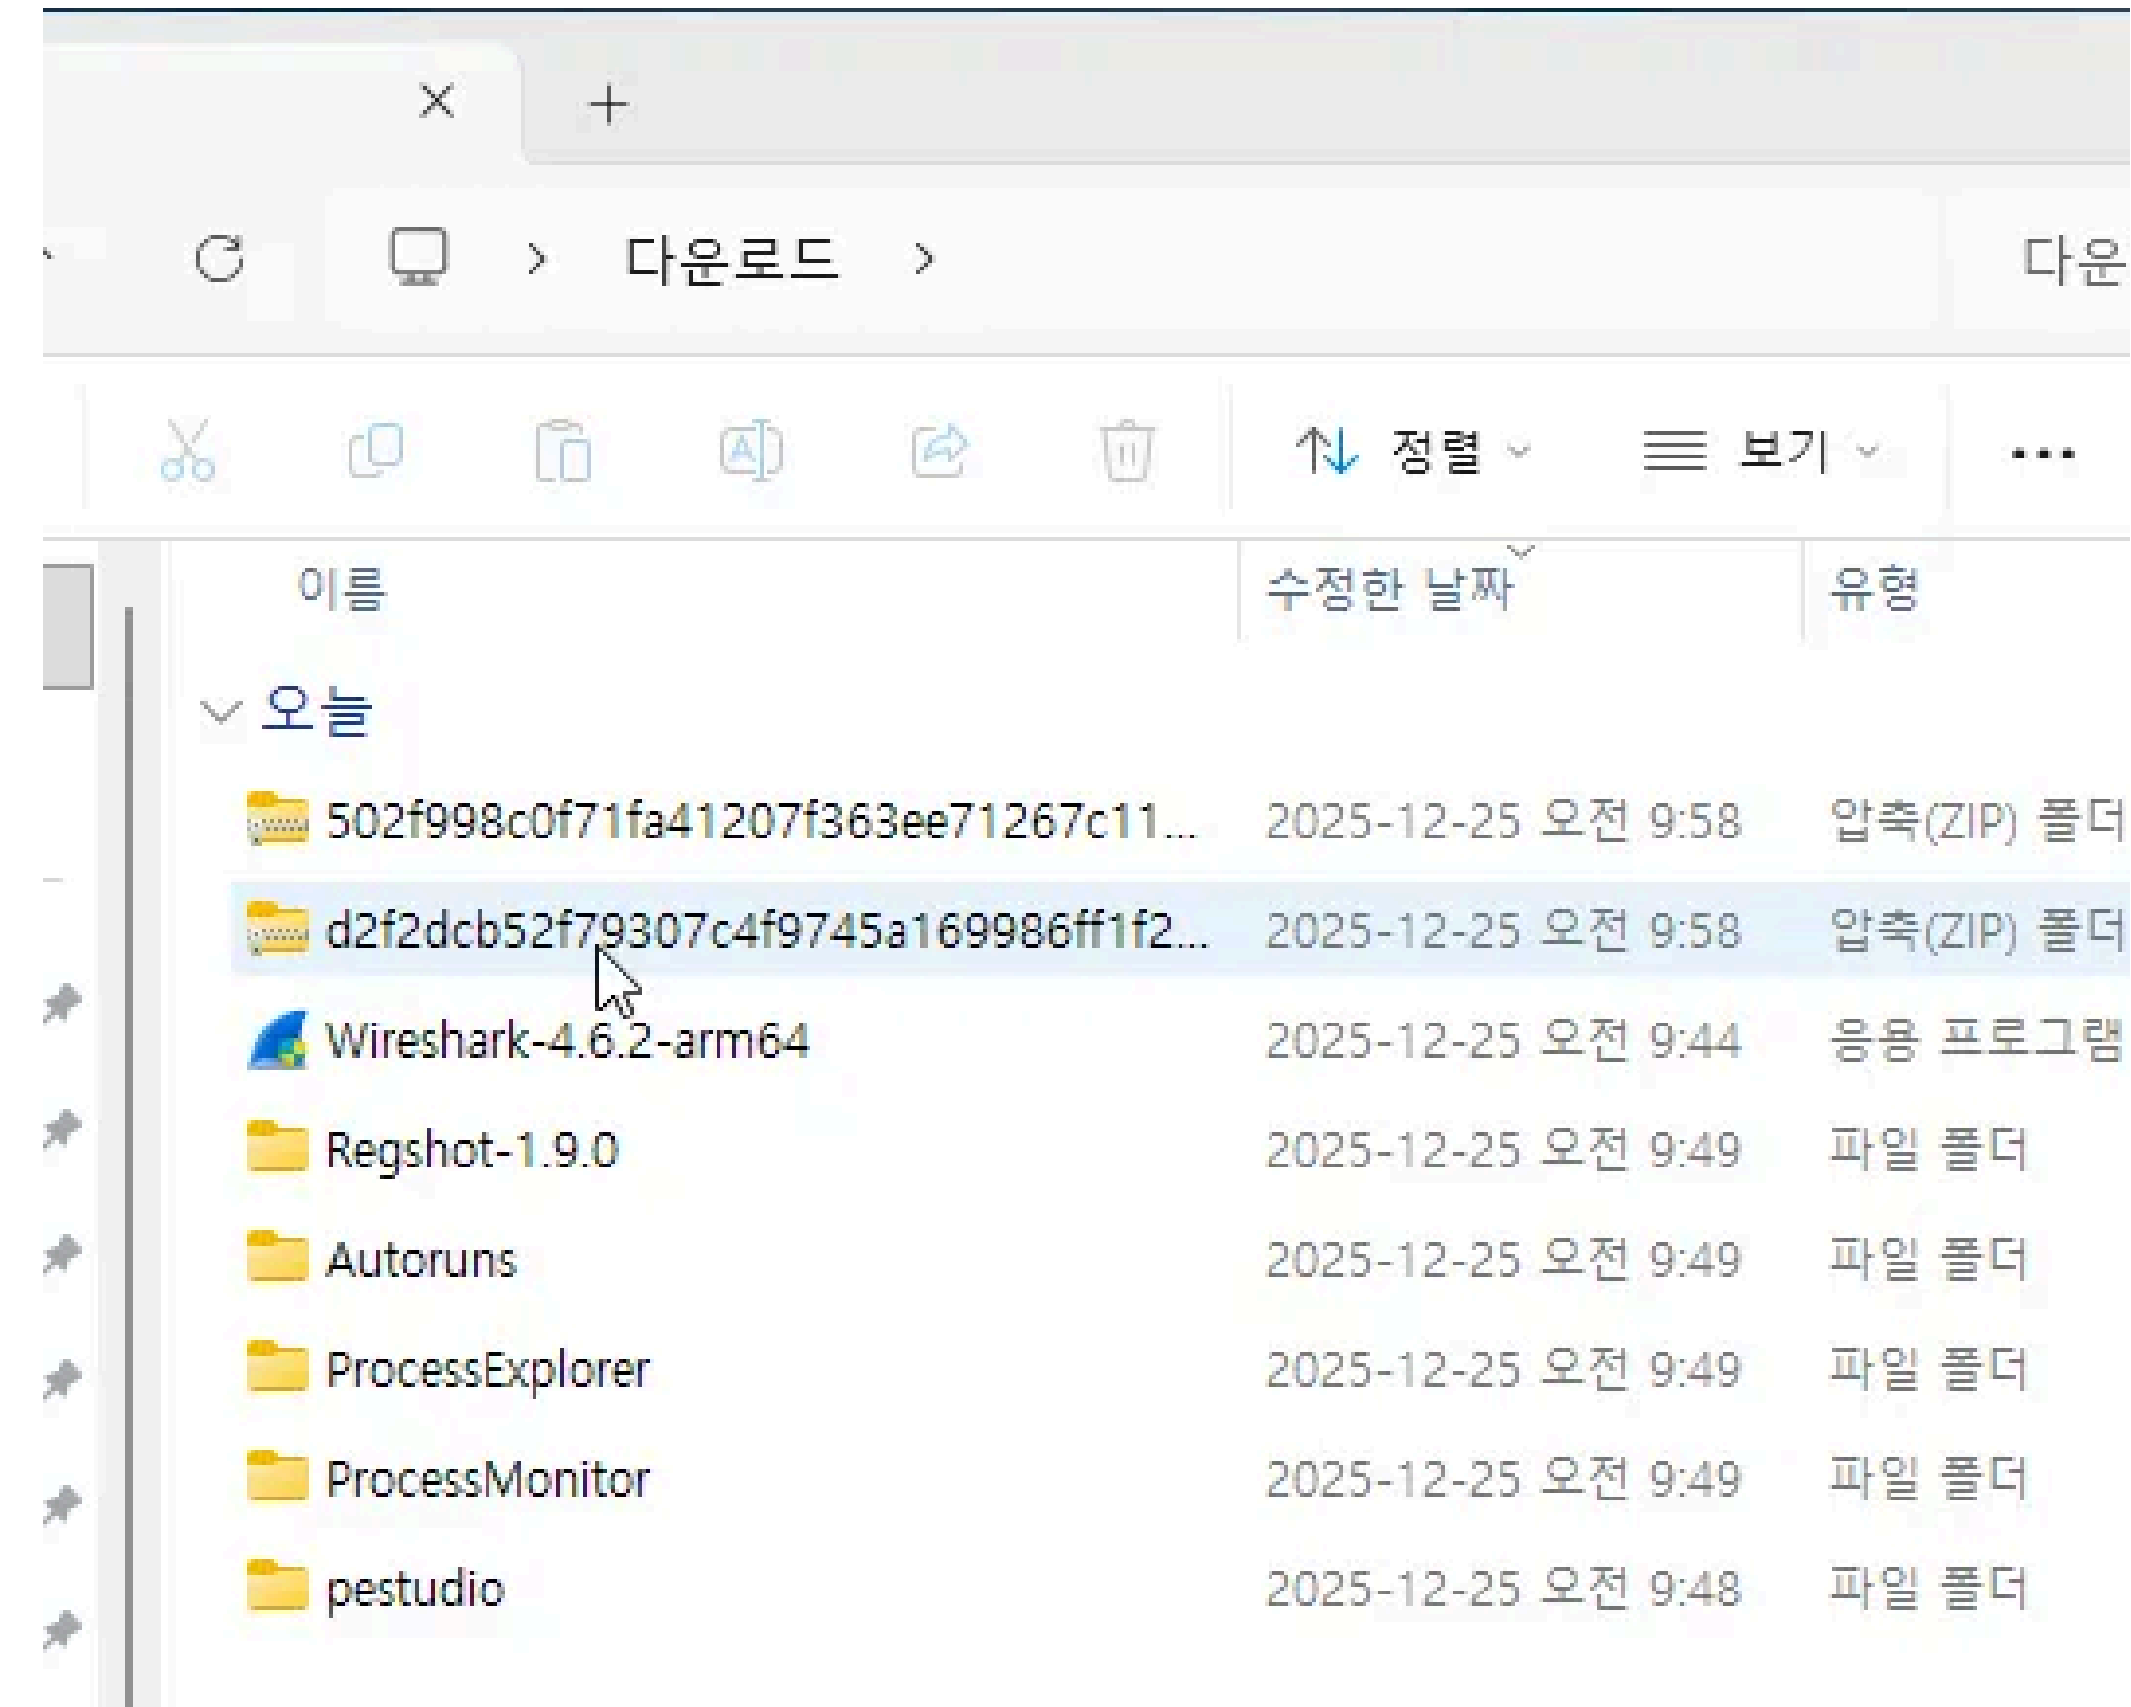 다운로드
다운
정렬 보기
이름 수정한 날짜 유형
오늘
502f998c0f71fa41207f363ee71267c11... 2025-12-25 오전 9:58 압축(ZIP) 폴더
d2f2dcb52f79307c4f9745a169986ff1f2... 2025-12-25 오전 9:58 압축(ZIP) 폴더
Wireshark-4.6.2-arm64 2025-12-25 오전 9:44 응용 프로그램
Regshot-1.9.0 2025-12-25 오전 9:49 파일 폴더
Autoruns 2025-12-25 오전 9:49 파일 폴더
ProcessExplorer 2025-12-25 오전 9:49 파일 폴더
ProcessMonitor 2025-12-25 오전 9:49 파일 폴더
pestudio 2025-12-25 오전 9:48 파일 폴더